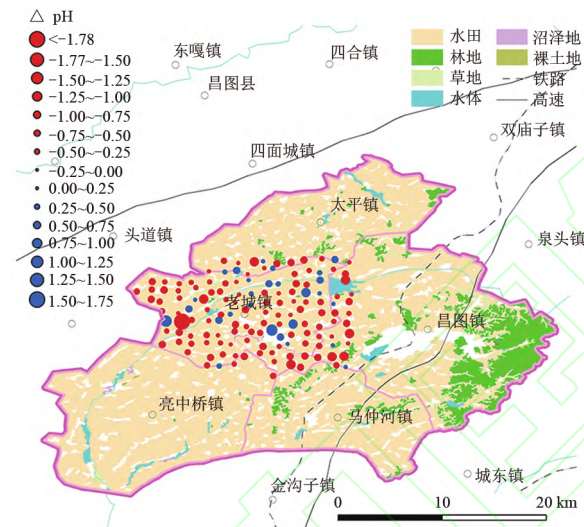 △ pH
<−1.78
−1.77~−1.50
−1.50~−1.25
−1.25~−1.00
−1.00~−0.75
−0.75~−0.50
−0.50~−0.25
−0.25~0.00
0.00~0.25
0.25~0.50
0.50~0.75
0.75~1.00
1.00~1.25
1.25~1.50
1.50~1.75
水田
林地
草地
水体
沼泽地
裸土地
铁路
高速
东嘎镇
四合镇
昌图县
双庙子镇
四面城镇
太平镇
头道镇
泉头镇
老城镇
昌图镇
亮中桥镇
马仲河镇
城东镇
金沟子镇
0
10
20 km